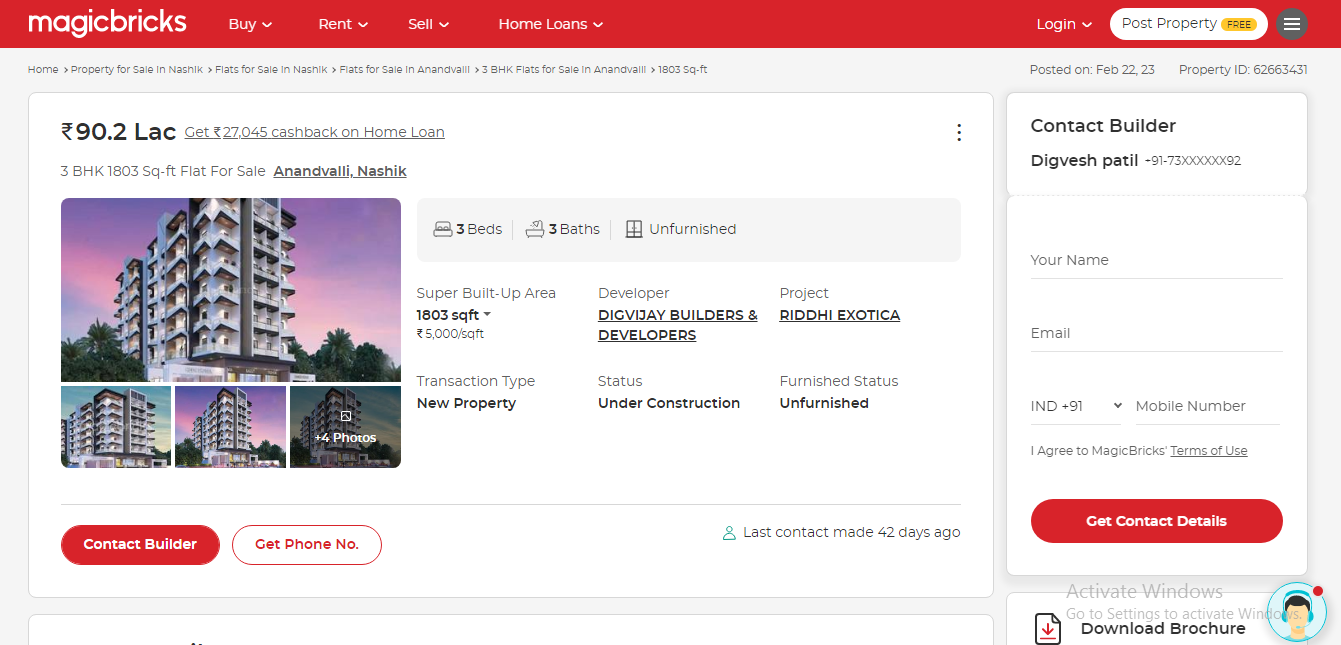 magicbricks Buy Rent Sell Home Loans Login Post Property FREE
Home > Property for Sale in Nashik > Flats for Sale in Nashik > Flats for Sale in Anandvalli > 3 BHK Flats for Sale in Anandvalli > 1803 Sq-ft
Posted on: Feb 22, 23 Property ID: 62663431
₹90.2 Lac Get ₹27,045 cashback on Home Loan
3 BHK 1803 Sq-ft Flat For Sale Anandvalli, Nashik
+4 Photos
3 Beds 3 Baths Unfurnished
Super Built-Up Area
1803 sqft
₹5,000/sqft
Developer
DIGVIJAY BUILDERS &
DEVELOPERS
Project
RIDDHI EXOTICA
Transaction Type
New Property
Status
Under Construction
Furnished Status
Unfurnished
Contact Builder Get Phone No.
Last contact made 42 days ago
Contact Builder
Digvesh patil +91-73XXXXXX92
Your Name
Email
IND +91 Mobile Number
I Agree to MagicBricks' Terms of Use
Get Contact Details
Activate Windows
Go to Settings to activate Windows.
Download Brochure